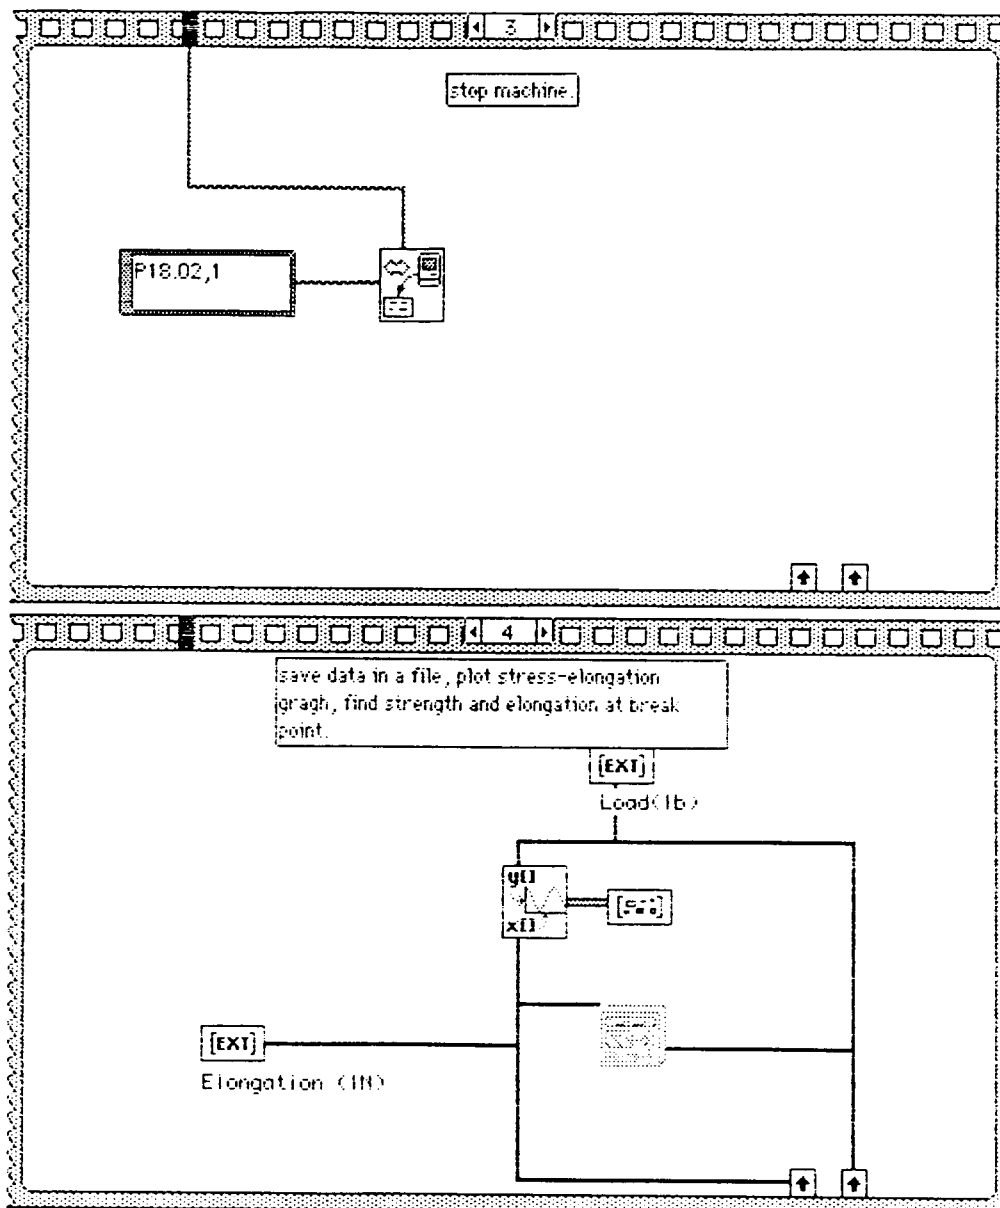 3
stop machine.
P18.02,1
4
save data in a file, plot stress-elongation
gragh, find strength and elongation at break
point.
[EXT]
Load(lb)
y[]
x[]
[EXT]
Elongation (IN)